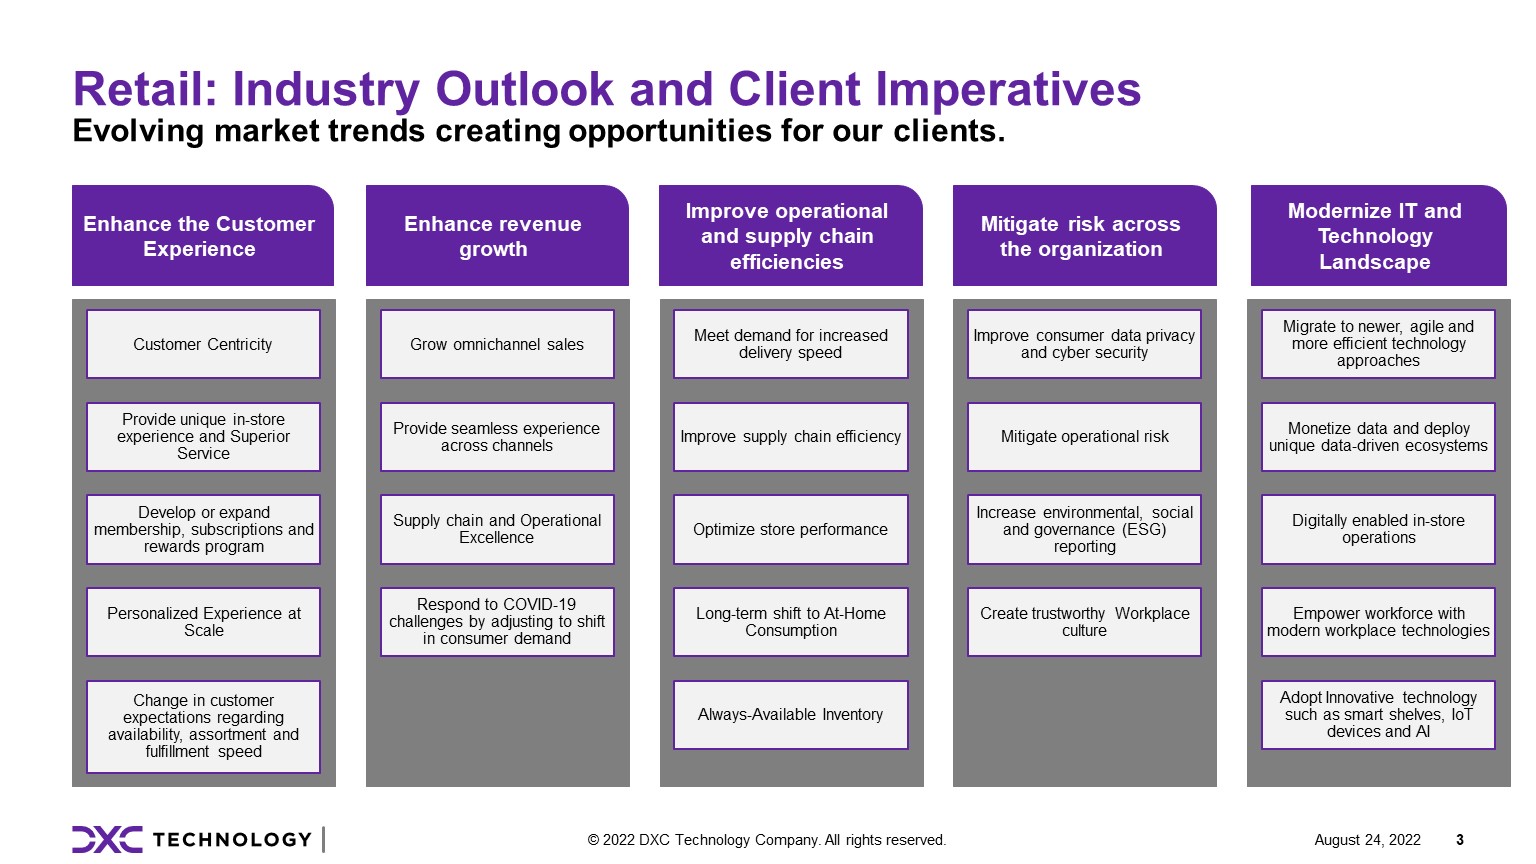 Retail: Industry Outlook and Client Imperatives
Evolving market trends creating opportunities for our clients.
Enhance the Customer
Experience
Customer Centricity
Provide unique in-store
experience and Superior
Service
Develop or expand
membership, subscriptions and
rewards program
Personalized Experience at
Scale
Change in customer
expectations regarding
availability, assortment and
fulfillment speed
Enhance revenue
growth
Grow omnichannel sales
Provide seamless experience
across channels
Supply chain and Operational
Excellence
Respond to COVID-19
challenges by adjusting to shift
in consumer demand
Improve operational
and supply chain
efficiencies
Meet demand for increased
delivery speed
Improve supply chain efficiency
Optimize store performance
Long-term shift to At-Home
Consumption
Always-Available Inventory
Mitigate risk across
the organization
Improve consumer data privacy
and cyber security
Mitigate operational risk
Increase environmental, social
and governance (ESG)
reporting
Create trustworthy Workplace
culture
Modernize IT and
Technology
Landscape
Migrate to newer, agile and
more efficient technology
approaches
Monetize data and deploy
unique data-driven ecosystems
Digitally enabled in-store
operations
Empower workforce with
modern workplace technologies
Adopt Innovative technology
such as smart shelves, IoT
devices and AI
DXC TECHNOLOGY
© 2022 DXC Technology Company. All rights reserved.
August 24, 2022
3